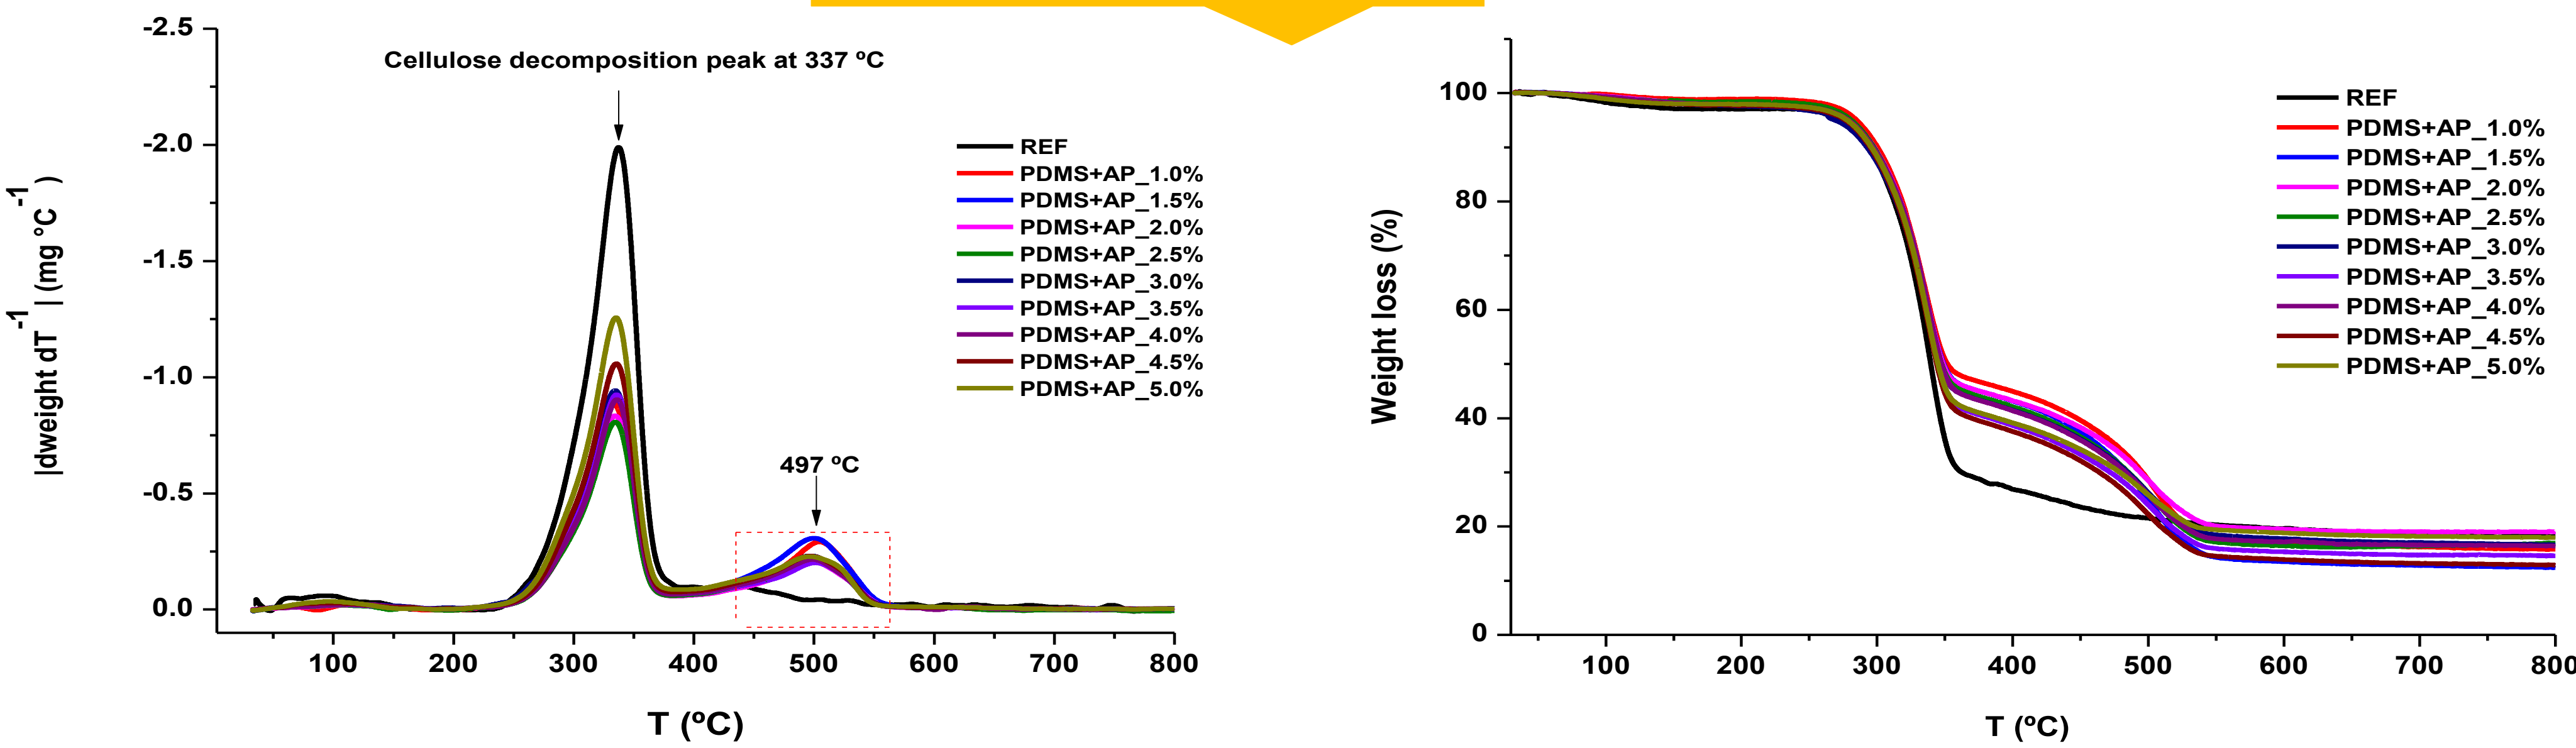 Cellulose decomposition peak at 337 ºC
497 ºC
|dweight dT-1 | (mg ºC-1)
-2.5
-2.0
-1.5
-1.0
-0.5
0.0
100 200 300 400 500 600 700 800
T (ºC)
REF
PDMS+AP_1.0%
PDMS+AP_1.5%
PDMS+AP_2.0%
PDMS+AP_2.5%
PDMS+AP_3.0%
PDMS+AP_3.5%
PDMS+AP_4.0%
PDMS+AP_4.5%
PDMS+AP_5.0%
Weight loss (%)
100
80
60
40
20
0
100 200 300 400 500 600 700 800
T (ºC)
REF
PDMS+AP_1.0%
PDMS+AP_1.5%
PDMS+AP_2.0%
PDMS+AP_2.5%
PDMS+AP_3.0%
PDMS+AP_3.5%
PDMS+AP_4.0%
PDMS+AP_4.5%
PDMS+AP_5.0%